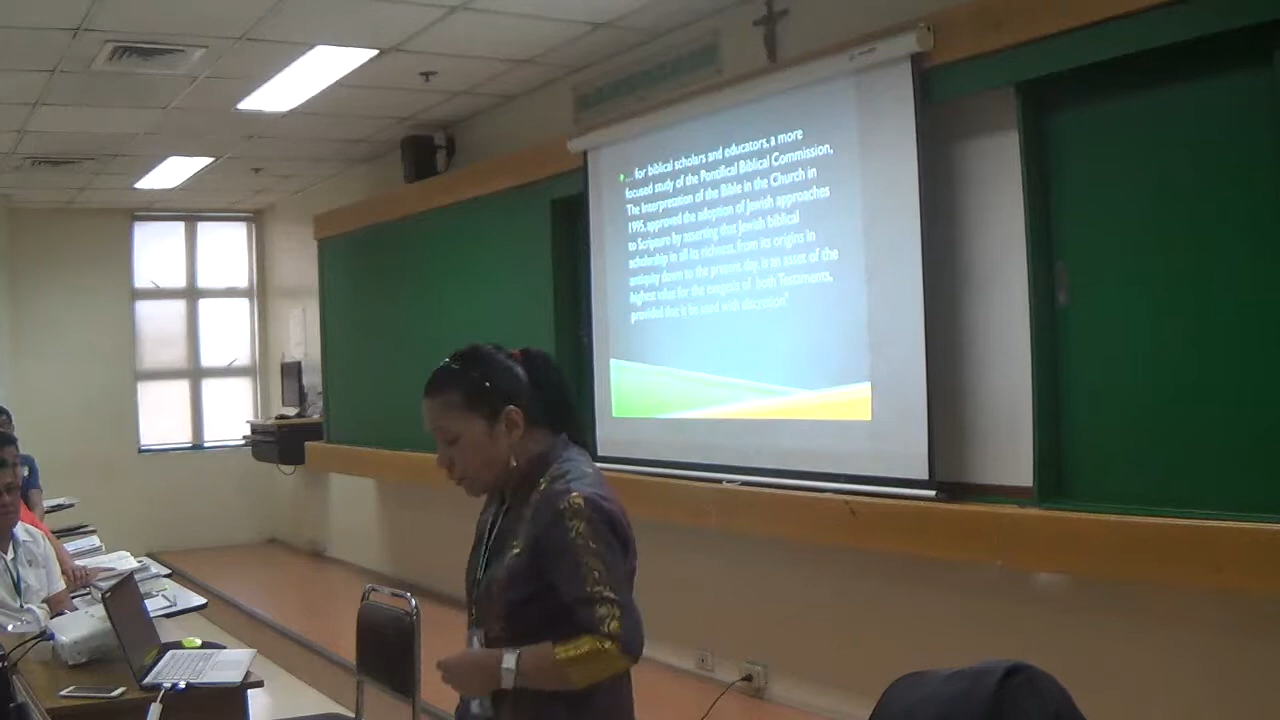 ... for biblical scholars and educators, a more
focused study of the Pontifical Biblical Commission,
The Interpretation of the Bible in the Church in
1995, approved the adoption of Jewish approaches
to Scripture by asserting that Jewish biblical
scholarship in all its richness, from its origins in
antiquity down to the present day, is an asset of the
highest value for the exegesis of both Testaments,
provided that it be used with discretion"